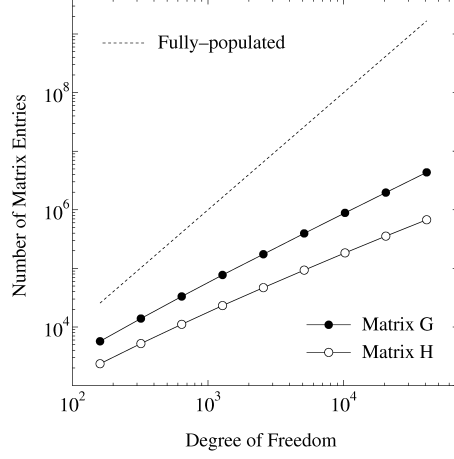 Fully–populated
Number of Matrix Entries
10^8
10^6
10^4
Matrix G
Matrix H
10^2
10^3
10^4
Degree of Freedom